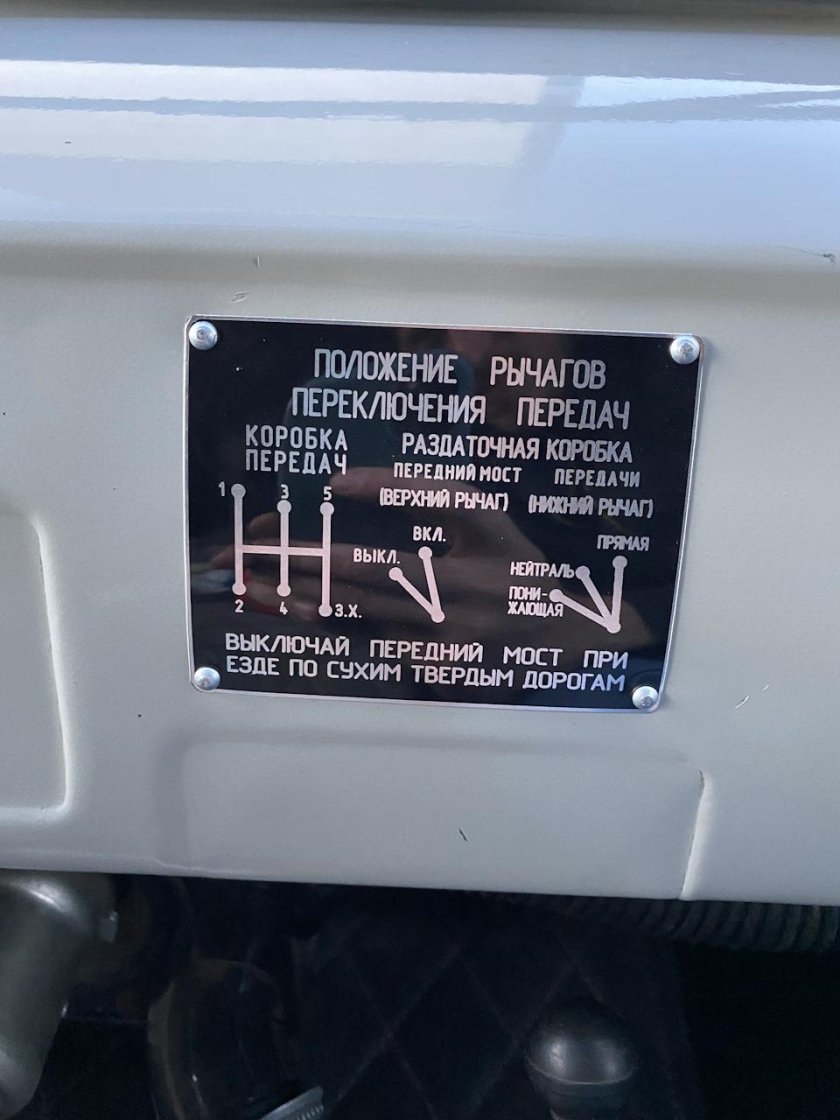 ПОЛОЖЕНИЕ РЫЧАГОВ
ПЕРЕКЛЮЧЕНИЯ ПЕРЕДАЧ
КОРОБКА
ПЕРЕДАЧ
1 3 5
2 4 З.Х.
РАЗДАТОЧНАЯ КОРОБКА
ПЕРЕДНИЙ МОСТ
(ВЕРХНИЙ РЫЧАГ)
ВКЛ.
ВЫКЛ.
ПЕРЕДАЧИ
(НИЖНИЙ РЫЧАГ)
ПРЯМАЯ
НЕЙТРАЛЬ
ПОНИ-
ЖАЮЩАЯ
ВЫКЛЮЧАЙ ПЕРЕДНИЙ МОСТ ПРИ
ЕЗДЕ ПО СУХИМ ТВЕРДЫМ ДОРОГАМ